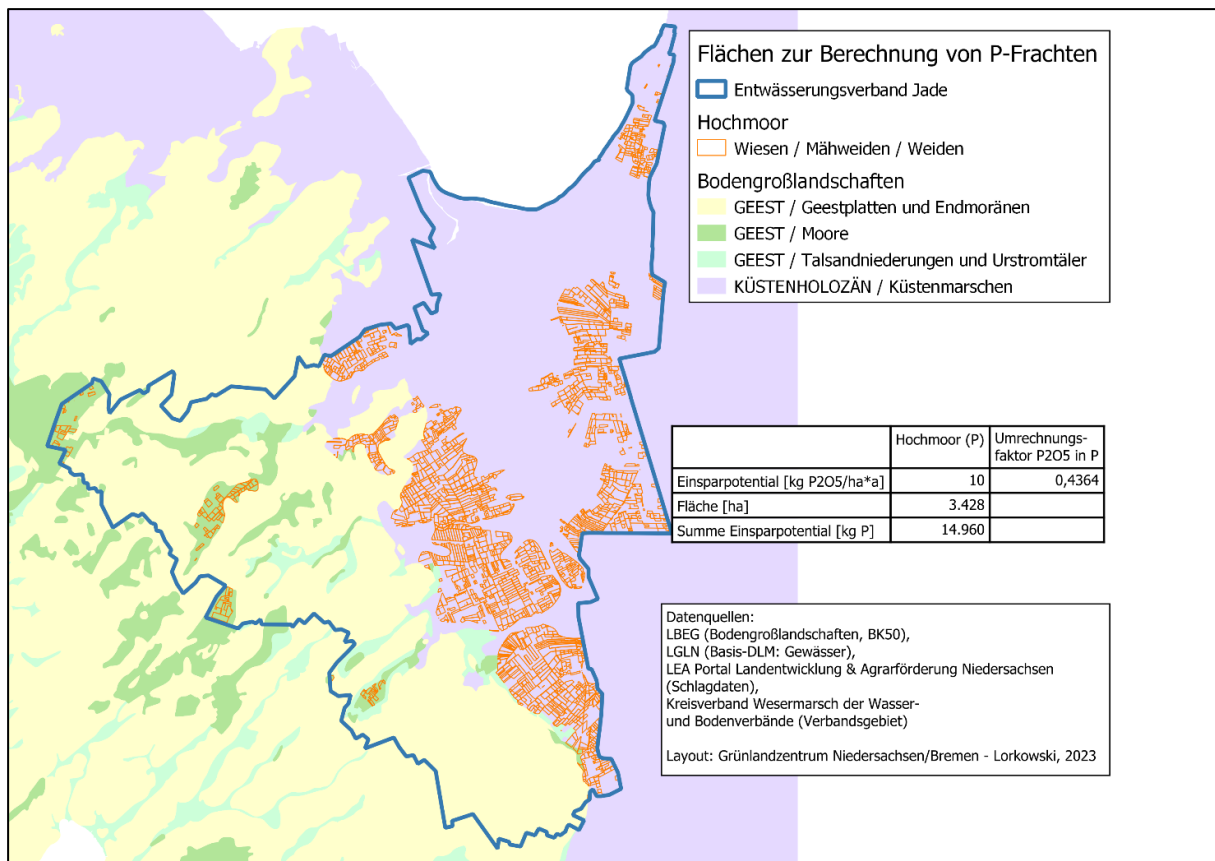 Flächen zur Berechnung von P-Frachten
Entwässerungsverband Jade
Hochmoor
Wiesen / Mähweiden / Weiden
Bodengroßlandschaften
GEEST / Geestplatten und Endmoränen
GEEST / Moore
GEEST / Talsandniederungen und Urstromtäler
KÜSTENHOLOZÄN / Küstenmarschen
Hochmoor (P) Umrechnungs-
faktor P2O5 in P
Einsparpotential [kg P2O5/ha*a] 10 0,4364
Fläche [ha] 3.428
Summe Einsparpotential [kg P] 14.960
Datenquellen:
LBEG (Bodengroßlandschaften, BK50),
LGLN (Basis-DLM: Gewässer),
LEA Portal Landentwicklung & Agrarförderung Niedersachsen
(Schlagdaten),
Kreisverband Wesermarsch der Wasser-
und Bodenverbände (Verbandsgebiet)
Layout: Grünlandzentrum Niedersachsen/Bremen - Lorkowski, 2023